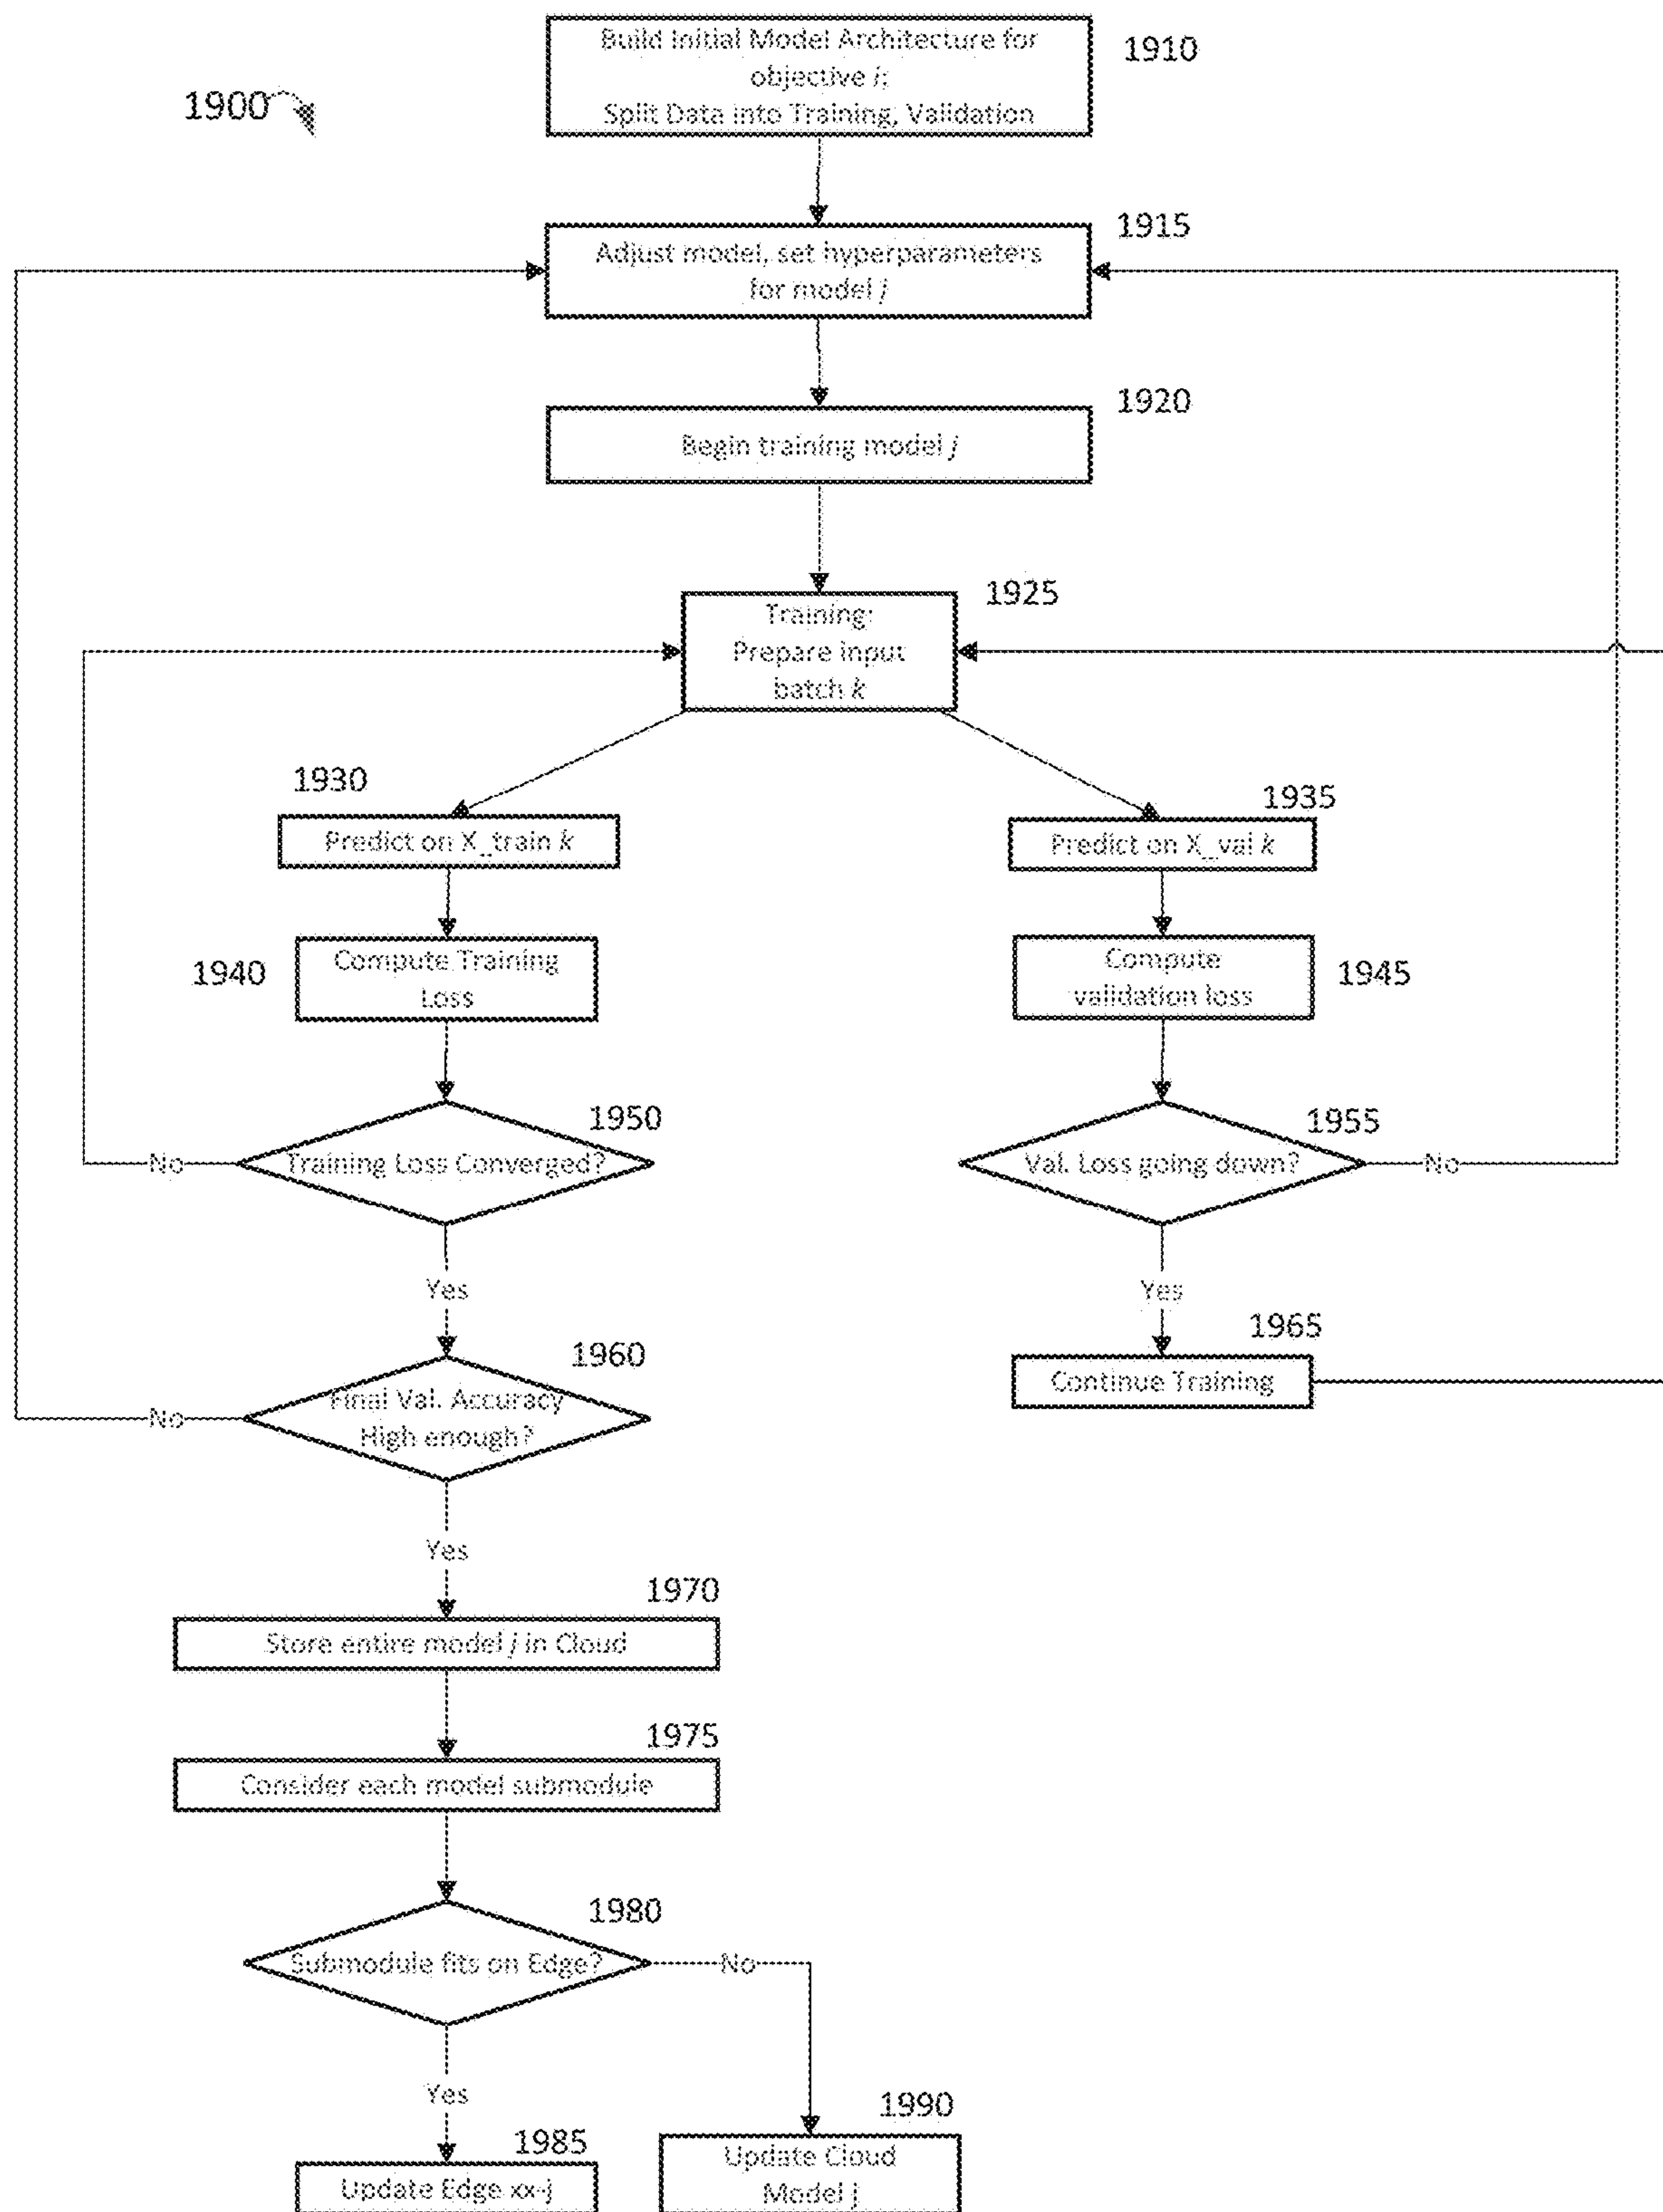 Build Initial Model Architecture for
objective i;
Split Data into Training, Validation
1910
1900
1915
Adjust model, set hyperparameters
for model j
1920
Begin training model j
1925
Training:
Prepare input
batch k
1930
Predict on X_train k
1935
Predict on X_val k
1940
Compute Training
Loss
Compute
validation loss
1945
1950
Training Loss Converged?
No
1955
Val. Loss going down?
No
Yes
Yes
1960
Final Val. Accuracy
High enough?
No
1965
Continue Training
Yes
1970
Store entire model j in Cloud
1975
Consider each model submodule
1980
Submodule fits on Edge?
No
Yes
1985
Update Edge xx-j
1990
Update Cloud
Model j